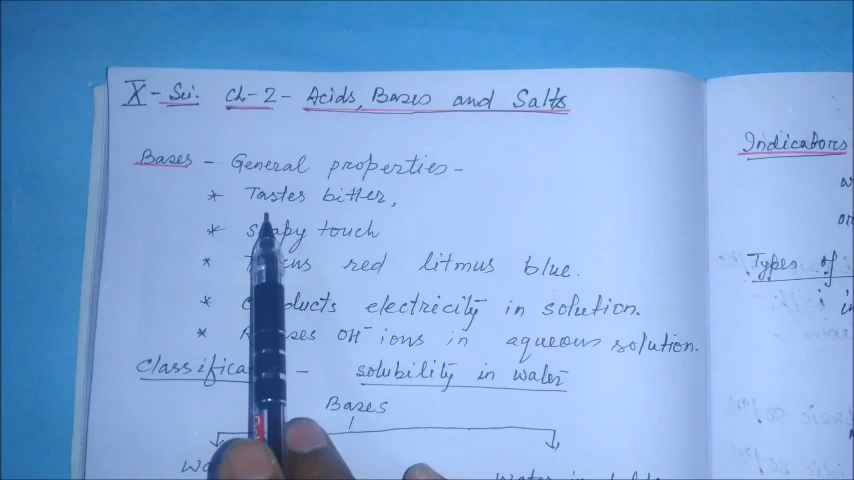 X - Sci. Ch-2 - Acids, Bases and Salts
Bases - General properties -
* Tastes bitter,
* soapy touch
* red litmus blue.
* electricity in solution.
* OH⁻ ions in aqueous solution.
- solubility in water
Bases
Indicators
Types of